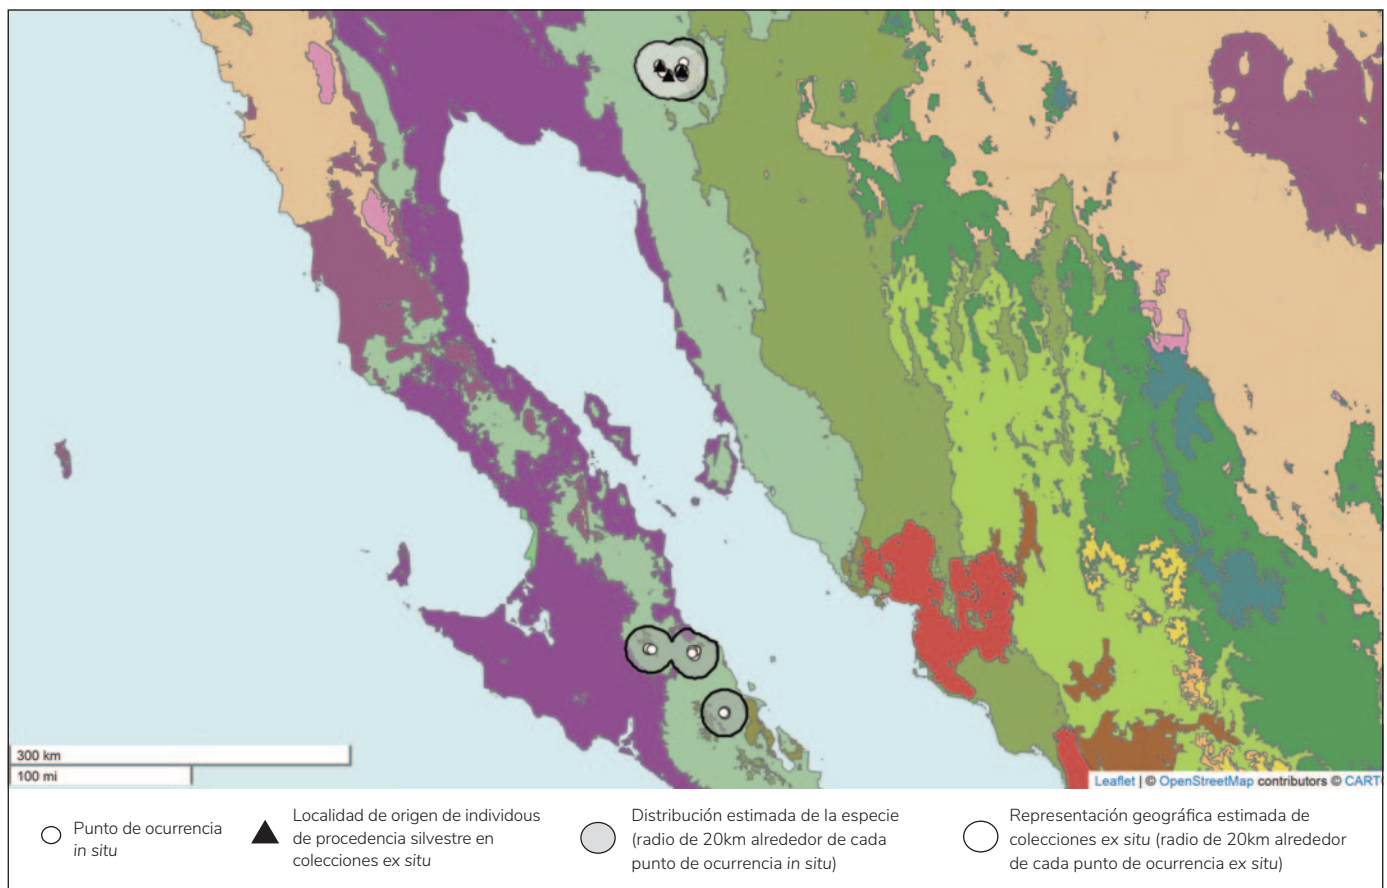 300 km
100 mi
Leaflet | © OpenStreetMap contributors © CART
Punto de ocurrencia
in situ
Localidad de origen de individous
de procedencia silvestre en
colecciones ex situ
Distribución estimada de la especie
(radio de 20km alrededor de cada
punto de ocurrencia in situ)
Representación geográfica estimada de
colecciones ex situ (radio de 20km alrededor
de cada punto de ocurrencia ex situ)